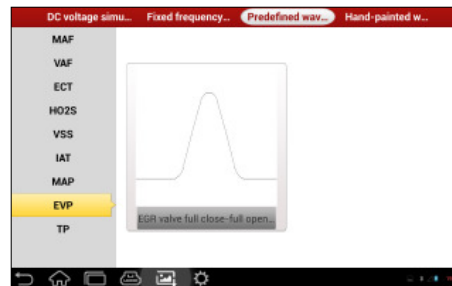 DC voltage simu...
Fixed frequency...
Predefined wav...
Hand-painted w...
MAF
VAF
ECT
HO2S
VSS
IAT
MAP
EVP
TP
EGR valve full close-full open...